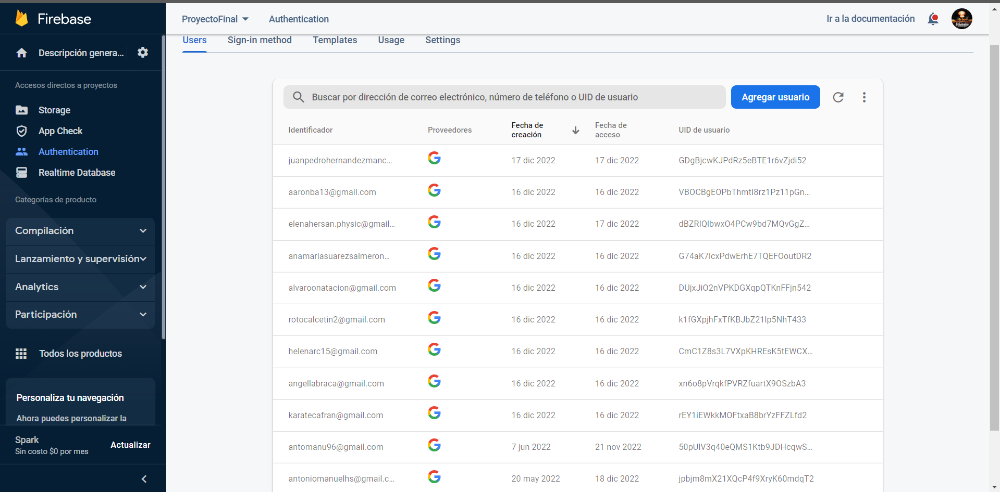 Firebase
Descripción genera...
Accesos directos a proyectos
Storage
App Check
Authentication
Realtime Database
Categorías de producto
Compilación
Lanzamiento y supervisión
Analytics
Participación
Todos los productos
Personaliza tu navegación
Ahora puedes personalizar la
Spark
Sin costo $0 por mes
Actualizar
ProyectoFinal
Authentication
Ir a la documentación
Users Sign-in method Templates Usage Settings
Buscar por dirección de correo electrónico, número de teléfono o UID de usuario
Agregar usuario
Identificador Proveedores Fecha de creación Fecha de acceso UID de usuario
juanpedrohernandezmanc... 17 dic 2022 17 dic 2022 GDgBjcwKJPdRz5eBTE1r6vZjdi52
aaronba13@gmail.com 16 dic 2022 16 dic 2022 VBOCBgEOPbThmtI8rz1Pz11pGn...
elenahersan.physic@gmail... 16 dic 2022 17 dic 2022 dBZRIQlbwxO4PCw9bd7MQvGgZ...
anamariasuarezsalmeron... 16 dic 2022 16 dic 2022 G74aK7lcxPdwErhE7TQEFOoutDR2
alvaroonatacion@gmail.com 16 dic 2022 16 dic 2022 DUjxJiO2nVPKDGXqpQTKnFFjn542
rotocalcetin2@gmail.com 16 dic 2022 16 dic 2022 k1fGXpjhFxTfKBJbZ21Ip5NhT433
helenarc15@gmail.com 16 dic 2022 16 dic 2022 CmC1Z8s3L7VXpKHREsK5tEWCX...
angellabraca@gmail.com 16 dic 2022 16 dic 2022 xn6o8pVrqkfPVRZfuartX9OSzbA3
karatecafran@gmail.com 16 dic 2022 16 dic 2022 rEY1iEWkkMOFtxaB8brYzFFZLfd2
antomanu96@gmail.com 7 jun 2022 21 nov 2022 50pUlV3q40eQMS1Ktb9JDHcqwS...
antoniomanuelhs@gmail.c... 20 may 2022 18 dic 2022 jpbjm8mX21XQcP4f9XryK60mdqT2